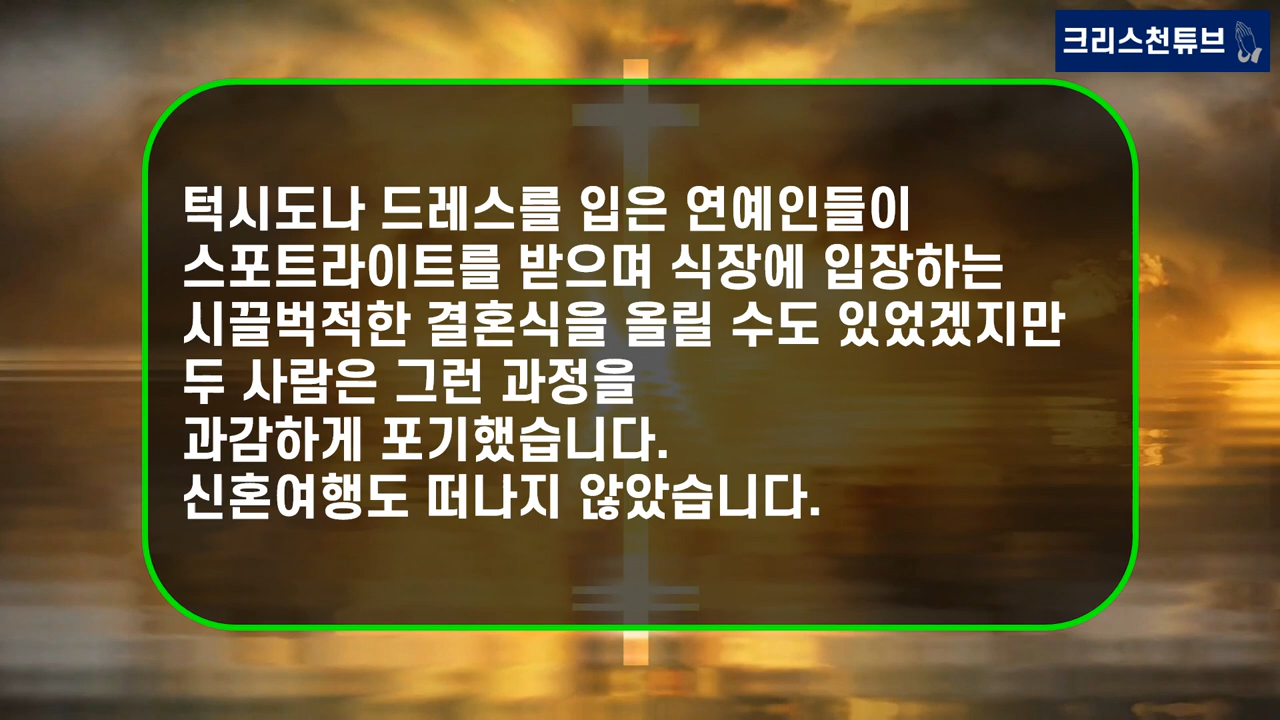 크리스천튜브
턱시도나 드레스를 입은 연예인들이
스포트라이트를 받으며 식장에 입장하는
시끌벅적한 결혼식을 올릴 수도 있었겠지만
두 사람은 그런 과정을
과감하게 포기했습니다.
신혼여행도 떠나지 않았습니다.